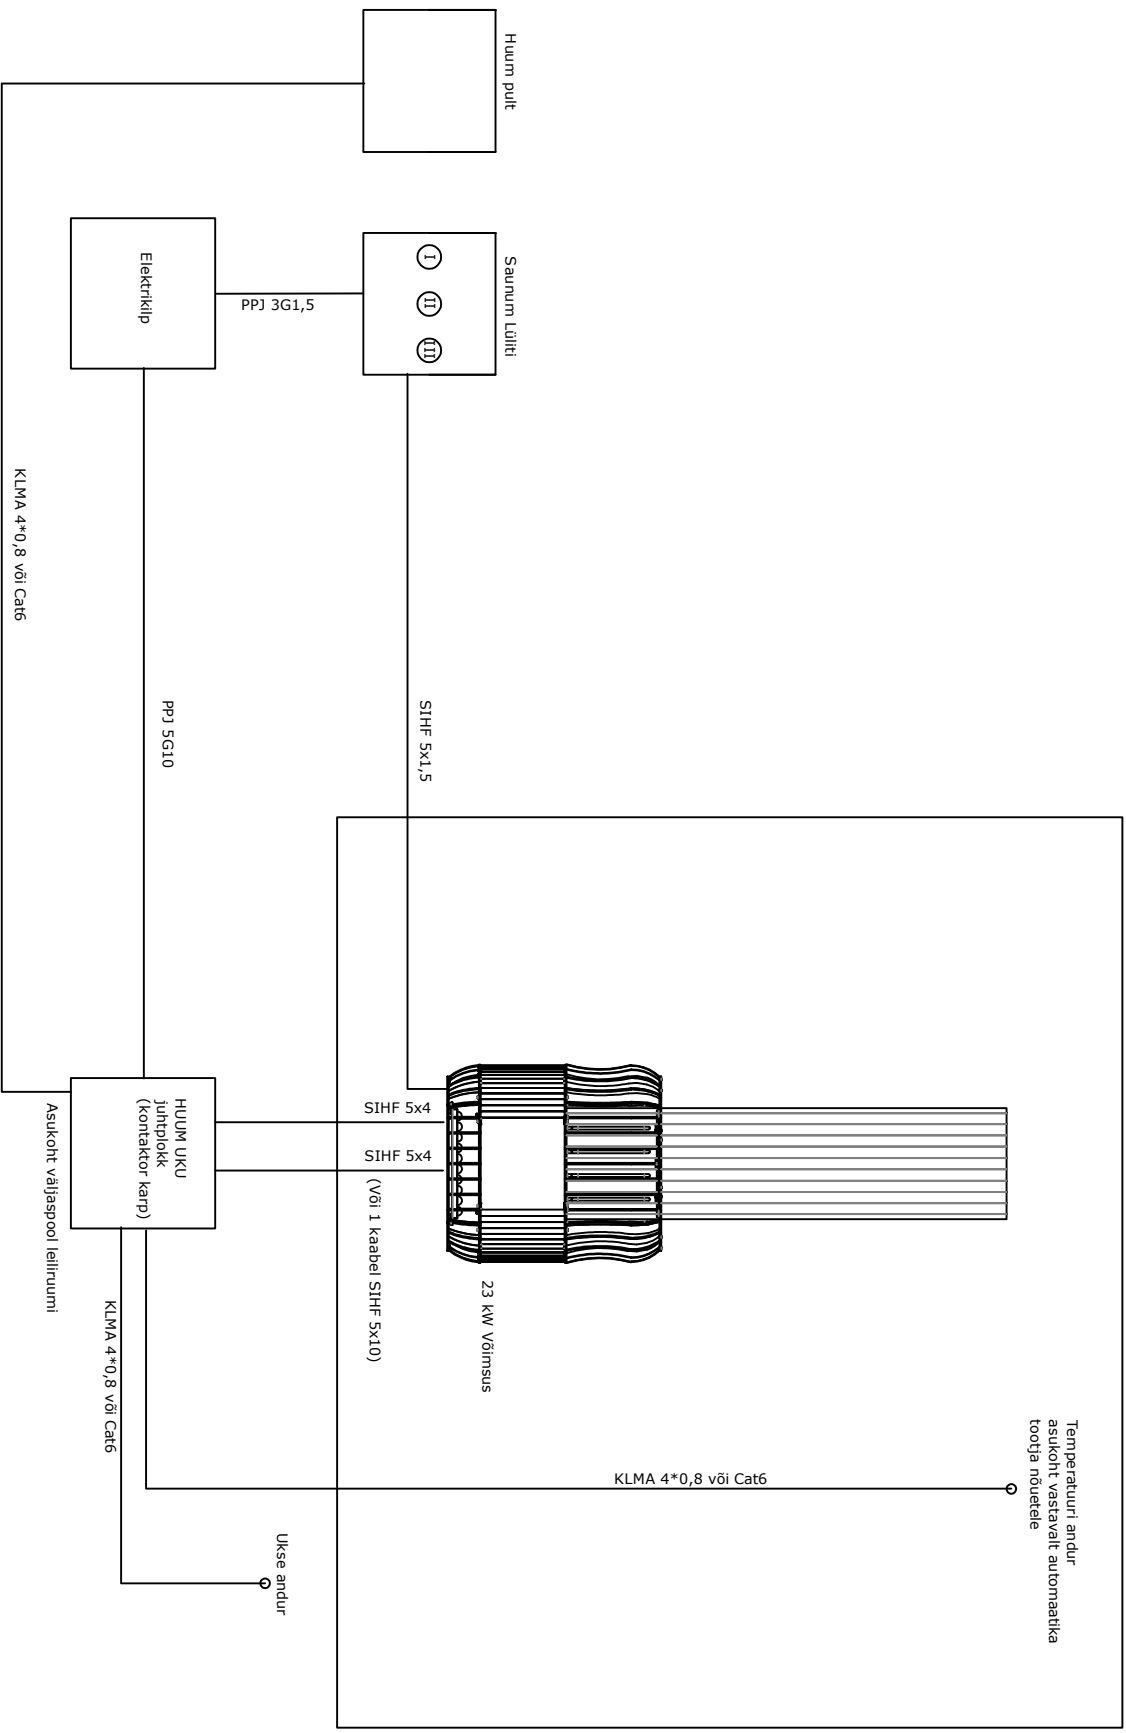 Huum pult
Saunum Lüliti
I
II
III
Elektrikilp
PPJ 3G1,5
KLMA 4*0,8 või Cat6
PPJ 5G10
SIHF 5x1,5
HUUM UKU
juhtplokk
(kontaktor karp)
Asukoht väljaspool leiliruumi
SIHF 5x4
SIHF 5x4
(Või 1 kaabel SIHF 5x10)
23 kW Võimsus
KLMA 4*0,8 või Cat6
KLMA 4*0,8 või Cat6
Temperatuuri andur
asukoht vastavalt automaatika
tootja nõuetele
Ukse andur